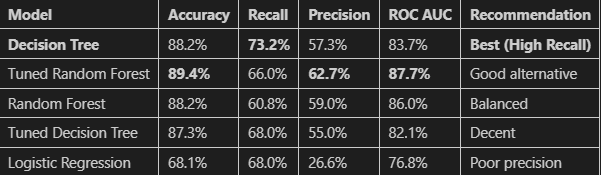 Model Accuracy Recall Precision ROC AUC Recommendation
Decision Tree 88.2% 73.2% 57.3% 83.7% Best (High Recall)
Tuned Random Forest 89.4% 66.0% 62.7% 87.7% Good alternative
Random Forest 88.2% 60.8% 59.0% 86.0% Balanced
Tuned Decision Tree 87.3% 68.0% 55.0% 82.1% Decent
Logistic Regression 68.1% 68.0% 26.6% 76.8% Poor precision